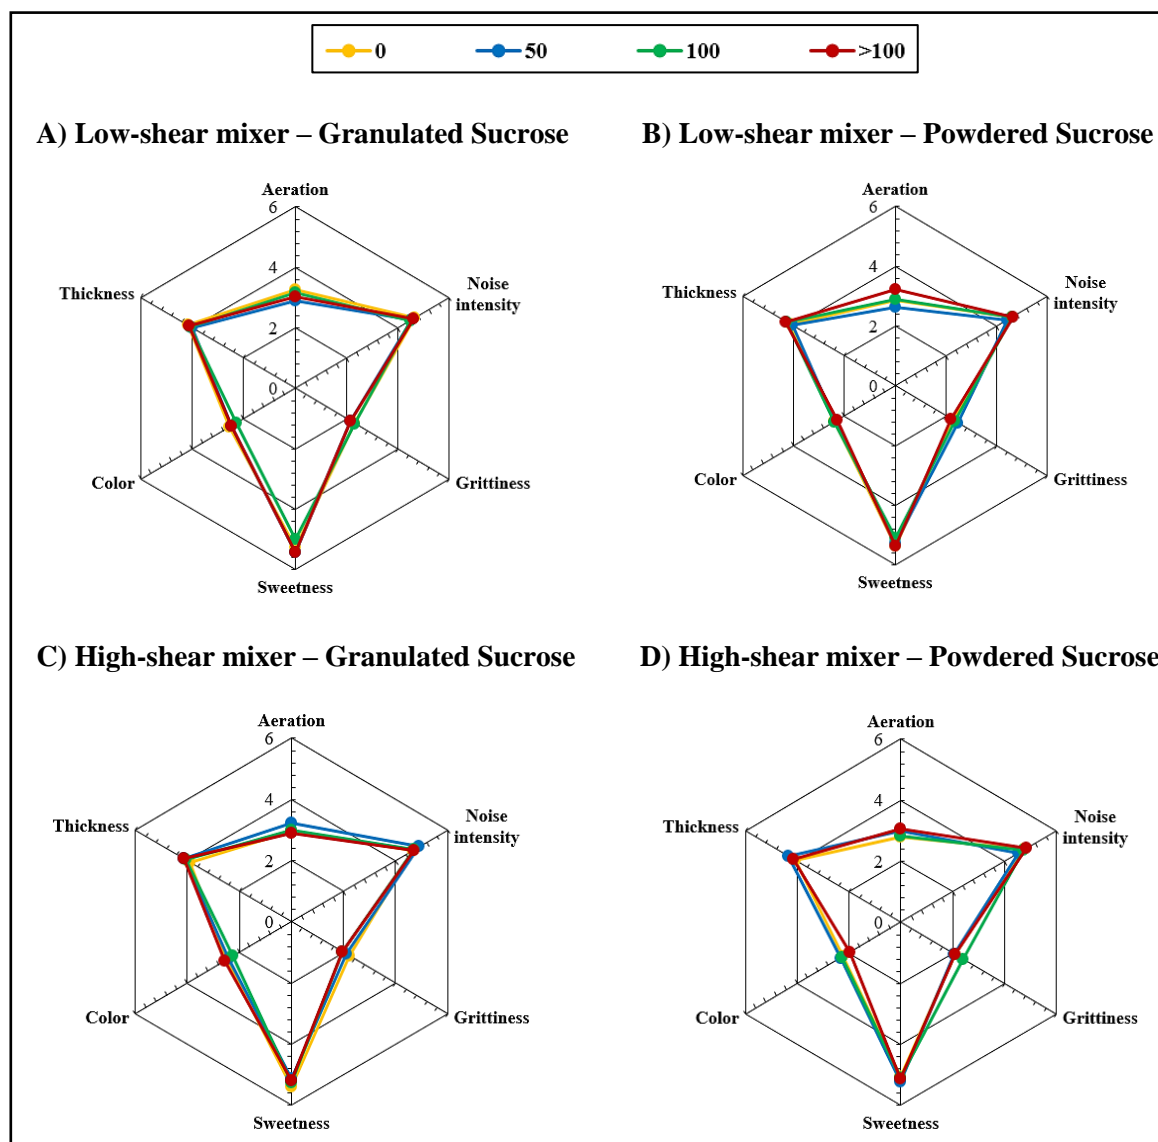 0 50 100 >100
A) Low-shear mixer – Granulated Sucrose
Aeration
6
Noise
intensity
Thickness
4
2
0
Color
Grittiness
Sweetness
B) Low-shear mixer – Powdered Sucrose
Aeration
6
Noise
intensity
Thickness
4
2
0
Color
Grittiness
Sweetness
C) High-shear mixer – Granulated Sucrose
Aeration
6
Noise
intensity
Thickness
4
2
0
Color
Grittiness
Sweetness
D) High-shear mixer – Powdered Sucrose
Aeration
6
Noise
intensity
Thickness
4
2
0
Color
Grittiness
Sweetness